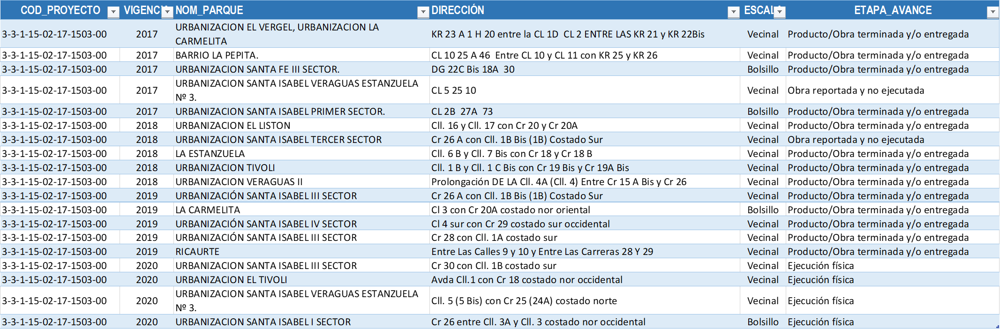 COD_PROYECTO VIGENCI NOM_PARQUE DIRECCIÓN ESCALA ETAPA_AVANCE
3-3-1-15-02-17-1503-00 2017 URBANIZACION EL VERGEL, URBANIZACION LA CARMELITA KR 23 A 1 H 20 entre la CL 1D  CL 2 ENTRE LAS KR 21 y KR 22Bis Vecinal Producto/Obra terminada y/o entregada
3-3-1-15-02-17-1503-00 2017 BARRIO LA PEPITA. CL 10 25 A 46  Entre CL 10 y CL 11 con KR 25 y KR 26 Vecinal Producto/Obra terminada y/o entregada
3-3-1-15-02-17-1503-00 2017 URBANIZACION SANTA FE III SECTOR. DG 22C Bis 18A  30 Bolsillo Producto/Obra terminada y/o entregada
3-3-1-15-02-17-1503-00 2017 URBANIZACION SANTA ISABEL VERAGUAS ESTANZUELA Nº 3. CL 5 25 10 Vecinal Obra reportada y no ejecutada
3-3-1-15-02-17-1503-00 2017 URBANIZACION SANTA ISABEL PRIMER SECTOR. CL 2B  27A  73 Bolsillo Producto/Obra terminada y/o entregada
3-3-1-15-02-17-1503-00 2018 URBANIZACION EL LISTON Cll. 16 y Cll. 17 con Cr 20 y Cr 20A Vecinal Producto/Obra terminada y/o entregada
3-3-1-15-02-17-1503-00 2018 URBANIZACION SANTA ISABEL TERCER SECTOR Cr 26 A con Cll. 1B Bis (1B) Costado Sur Vecinal Obra reportada y no ejecutada
3-3-1-15-02-17-1503-00 2018 LA ESTANZUELA Cll. 6 B y Cll. 7 Bis con Cr 18 y Cr 18 B Vecinal Producto/Obra terminada y/o entregada
3-3-1-15-02-17-1503-00 2018 URBANIZACION TIVOLI Cll. 1 B y Cll. 1 C Bis con Cr 19 Bis y Cr 19A Bis Vecinal Producto/Obra terminada y/o entregada
3-3-1-15-02-17-1503-00 2018 URBANIZACION VERAGUAS II Prolongación DE LA Cll. 4A (Cll. 4) Entre Cr 15 A Bis y Cr 26 Vecinal Producto/Obra terminada y/o entregada
3-3-1-15-02-17-1503-00 2019 URBANIZACIÓN SANTA ISABEL III SECTOR Cr 26 A con Cll. 1B Bis (1B) Costado Sur Vecinal Producto/Obra terminada y/o entregada
3-3-1-15-02-17-1503-00 2019 LA CARMELITA Cl 3 con Cr 20A costado nor oriental Bolsillo Producto/Obra terminada y/o entregada
3-3-1-15-02-17-1503-00 2019 URBANIZACIÓN SANTA ISABEL IV SECTOR Cl 4 sur con Cr 29 costado sur occidental Vecinal Producto/Obra terminada y/o entregada
3-3-1-15-02-17-1503-00 2019 URBANIZACIÓN SANTA ISABEL III SECTOR Cr 28 con Cll. 1A costado sur Vecinal Producto/Obra terminada y/o entregada
3-3-1-15-02-17-1503-00 2019 RICAURTE Entre Las Calles 9 y 10 y Entre Las Carreras 28 Y 29 Vecinal Producto/Obra terminada y/o entregada
3-3-1-15-02-17-1503-00 2020 URBANIZACION SANTA ISABEL III SECTOR Cr 30 con Cll. 1B costado sur Vecinal Ejecución física
3-3-1-15-02-17-1503-00 2020 URBANIZACION EL TIVOLI Avda Cll.1 con Cr 18 costado nor occidental Vecinal Ejecución física
3-3-1-15-02-17-1503-00 2020 URBANIZACION SANTA ISABEL VERAGUAS ESTANZUELA Nº 3. Cll. 5 (5 Bis) con Cr 25 (24A) costado norte Vecinal Ejecución física
3-3-1-15-02-17-1503-00 2020 URBANIZACION SANTA ISABEL I SECTOR Cr 26 entre Cll. 3A y Cll. 3 costado nor occidental Bolsillo Ejecución física